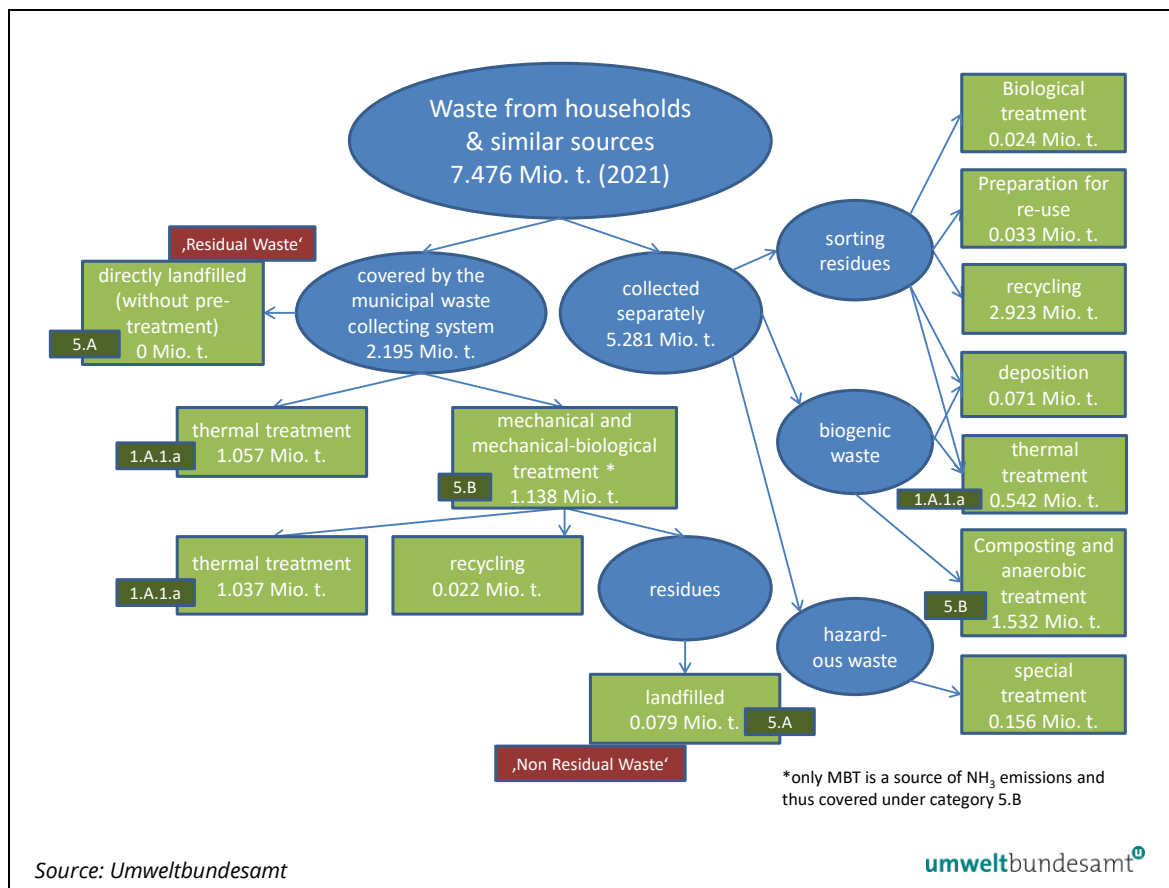 Waste from households
& similar sources
7.476 Mio. t. (2021)
‚Residual Waste‘
directly landfilled
(without pre-
treatment)
0 Mio. t.
5.A
covered by the
municipal waste
collecting system
2.195 Mio. t.
collected
separately
5.281 Mio. t.
sorting
residues
Biological
treatment
0.024 Mio. t.
Preparation for
re-use
0.033 Mio. t.
recycling
2.923 Mio. t.
deposition
0.071 Mio. t.
thermal treatment
1.057 Mio. t.
1.A.1.a
mechanical and
mechanical-biological
treatment *
1.138 Mio. t.
5.B
biogenic
waste
thermal
treatment
0.542 Mio. t.
1.A.1.a
thermal treatment
1.037 Mio. t.
1.A.1.a
recycling
0.022 Mio. t.
residues
Composting and
anaerobic
treatment
1.532 Mio. t.
5.B
hazard-
ous waste
special
treatment
0.156 Mio. t.
landfilled
0.079 Mio. t.
5.A
‚Non Residual Waste‘
*only MBT is a source of NH₃ emissions and
thus covered under category 5.B
Source: Umweltbundesamt
umweltbundesamt ᵘ